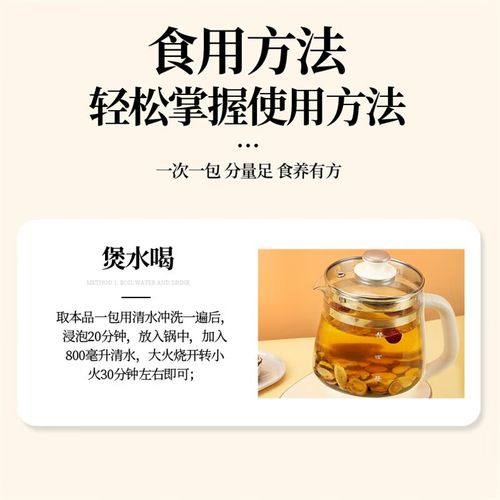 食用方法
轻松掌握使用方法
一次一包 分量足 食养有方
煲水喝
METHOD 1. BOIL WATER AND DRINK
取本品一包用清水冲洗一遍后,
浸泡20分钟, 放入锅中, 加入
800毫升清水, 大火烧开转小
火30分钟左右即可;